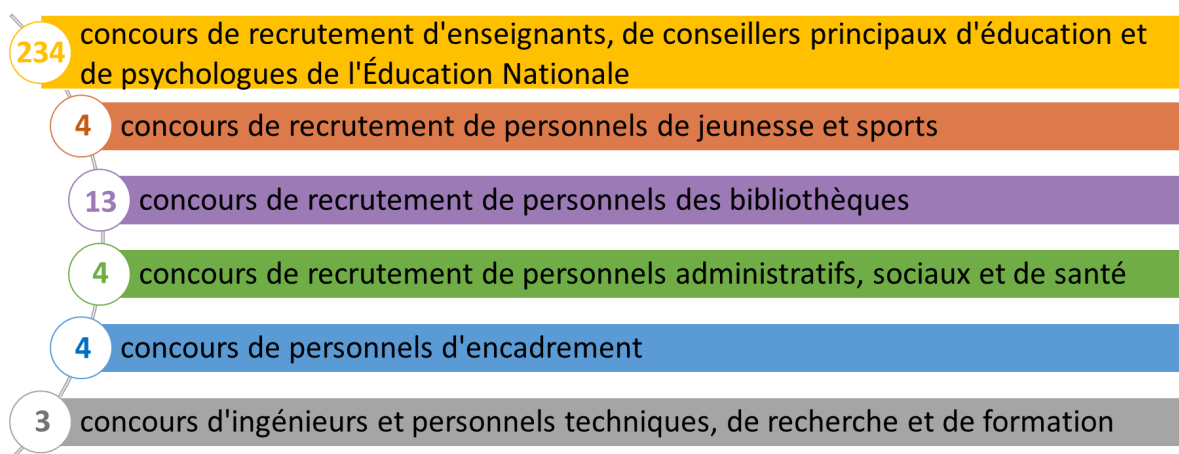 234 concours de recrutement d'enseignants, de conseillers principaux d'éducation et
de psychologues de l'Éducation Nationale
4 concours de recrutement de personnels de jeunesse et sports
13 concours de recrutement de personnels des bibliothèques
4 concours de recrutement de personnels administratifs, sociaux et de santé
4 concours de personnels d'encadrement
3 concours d'ingénieurs et personnels techniques, de recherche et de formation